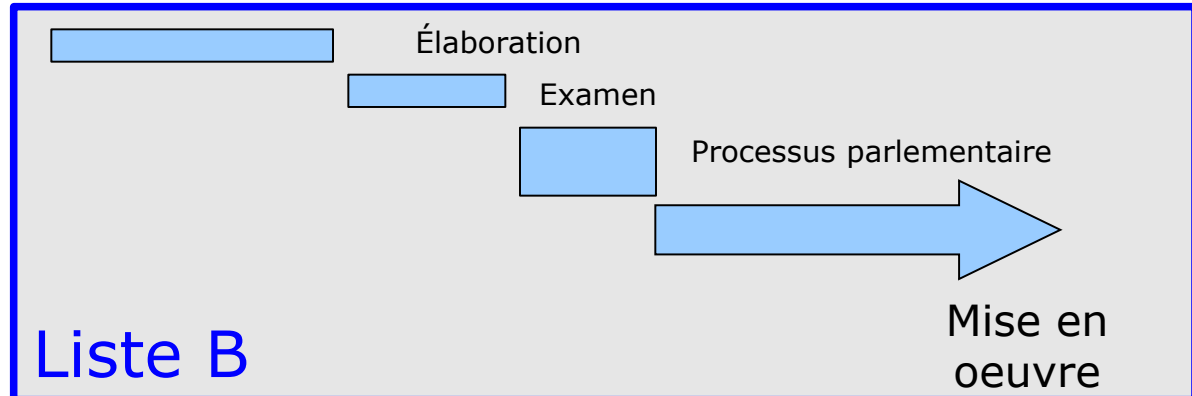 Élaboration
Examen
Processus parlementaire
Mise en
oeuvre
Liste B